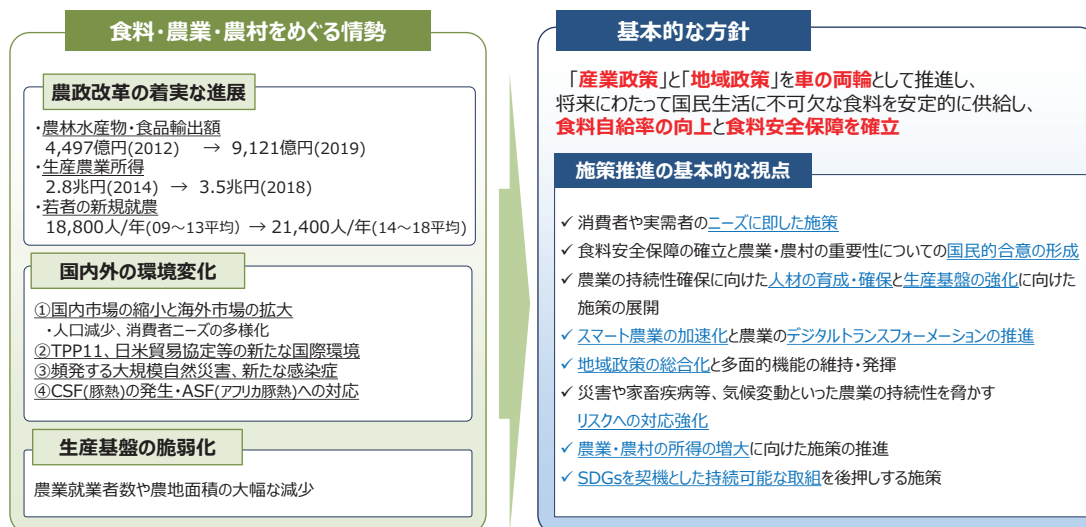 食料・農業・農村をめぐる情勢
農政改革の着実な進展
・農林水産物・食品輸出額
4,497億円(2012) → 9,121億円(2019)
・生産農業所得
2.8兆円(2014) → 3.5兆円(2018)
・若者の新規就農
18,800人/年(09～13平均) → 21,400人/年(14～18平均)
国内外の環境変化
①国内市場の縮小と海外市場の拡大
・人口減少、消費者ニーズの多様化
②TPP11、日米貿易協定等の新たな国際環境
③頻発する大規模自然災害、新たな感染症
④CSF(豚熱)の発生・ASF(アフリカ豚熱)への対応
生産基盤の脆弱化
農業就業者数や農地面積の大幅な減少
基本的な方針
「産業政策」と「地域政策」を車の両輪として推進し、
将来にわたって国民生活に不可欠な食料を安定的に供給し、
食料自給率の向上と食料安全保障を確立
施策推進の基本的な視点
✓ 消費者や実需者のニーズに即した施策
✓ 食料安全保障の確立と農業・農村の重要性についての国民的合意の形成
✓ 農業の持続性確保に向けた人材の育成・確保と生産基盤の強化に向けた
施策の展開
✓ スマート農業の加速化と農業のデジタルトランスフォーメーションの推進
✓ 地域政策の総合化と多面的機能の維持・発揮
✓ 災害や家畜疾病等、気候変動といった農業の持続性を脅かす
リスクへの対応強化
✓ 農業・農村の所得の増大に向けた施策の推進
✓ SDGsを契機とした持続可能な取組を後押しする施策